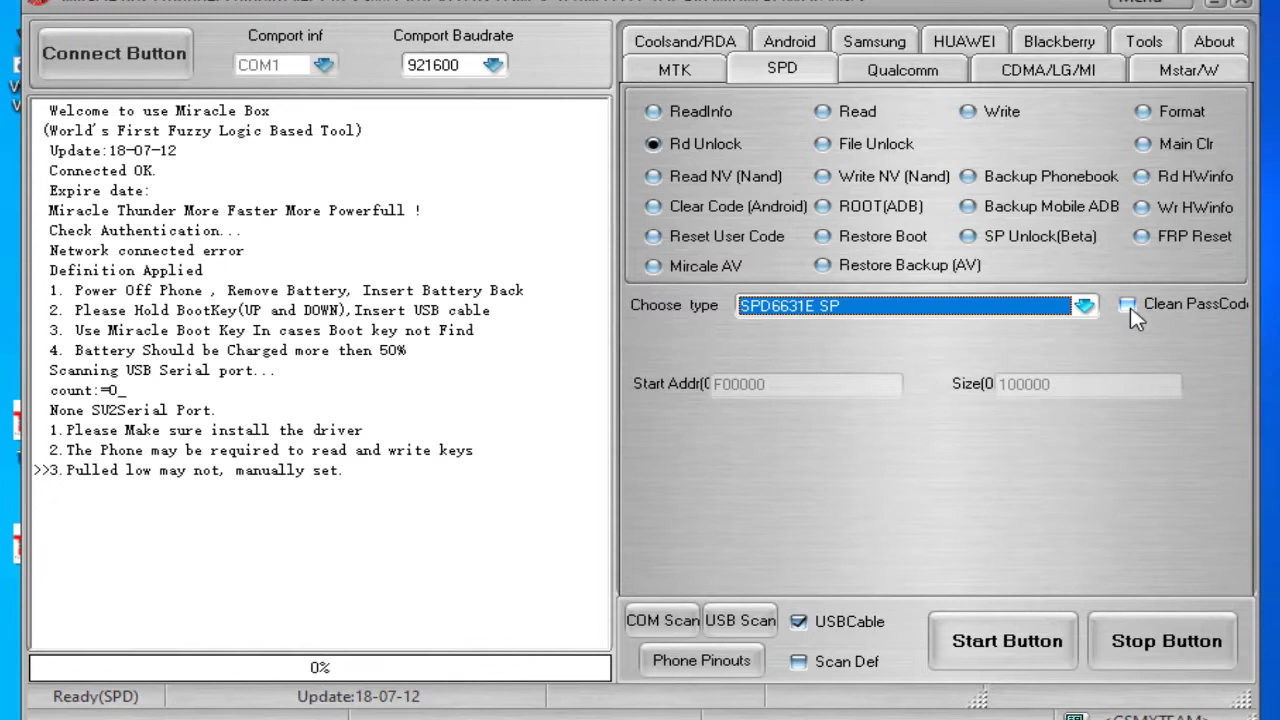 Menu
Connect Button
Comport inf
Comport Baudrate
COM1
921600
Welcome to use Miracle Box
(World's First Fuzzy Logic Based Tool)
Update:18-07-12
Connected OK.
Expire date:
Miracle Thunder More Faster More Powerfull !
Check Authentication...
Network connected error
Definition Applied
1. Power Off Phone , Remove Battery, Insert Battery Back
2. Please Hold BootKey(UP and DOWN),Insert USB cable
3. Use Miracle Boot Key In cases Boot key not Find
4. Battery Should be Charged more then 50%
Scanning USB Serial port...
count:=0_
None SU2Serial Port.
1.Please Make sure install the driver
2.The Phone may be required to read and write keys
>>3.Pulled low may not, manually set.
0%
Coolsand/RDA Android Samsung HUAWEI Blackberry Tools About
MTK SPD Qualcomm CDMA/LG/MI Mstar/W
ReadInfo Read Write Format
Rd Unlock File Unlock Main Clr
Read NV (Nand) Write NV (Nand) Backup Phonebook Rd HWinfo
Clear Code (Android) ROOT(ADB) Backup Mobile ADB Wr HWinfo
Reset User Code Restore Boot SP Unlock(Beta) FRP Reset
Mircale AV Restore Backup (AV)
Choose type SPD6631E SP Clean PassCod
Start Addr(0 F00000 Size(0 100000
COM Scan USB Scan USBCable
Phone Pinouts Scan Def
Start Button Stop Button
Ready(SPD) Update:18-07-12